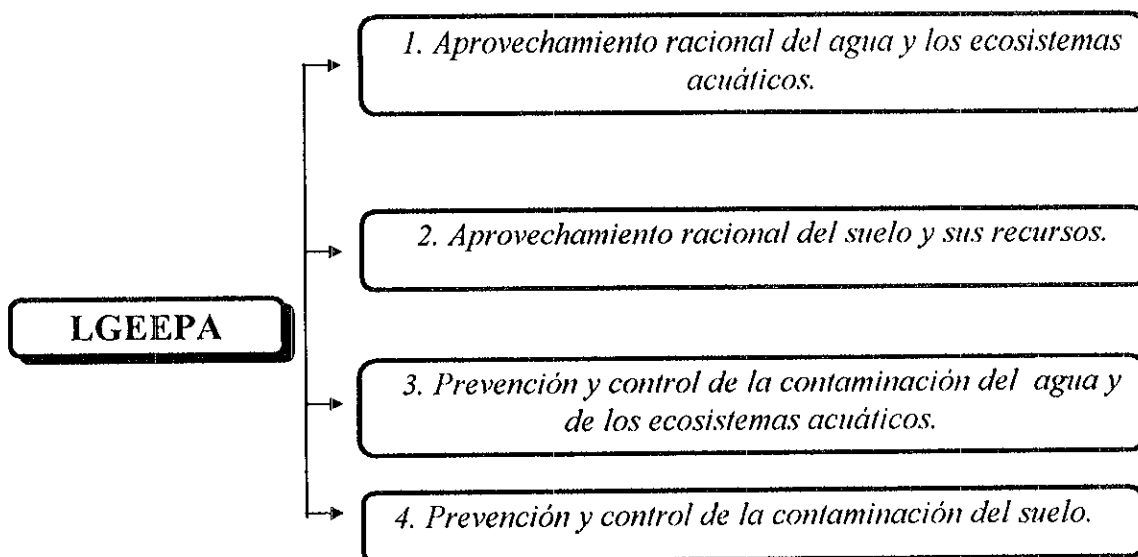 1. Aprovechamiento racional del agua y los ecosistemas
acuáticos.
2. Aprovechamiento racional del suelo y sus recursos.
LGEEPA
3. Prevención y control de la contaminación del agua y
de los ecosistemas acuáticos.
4. Prevención y control de la contaminación del suelo.